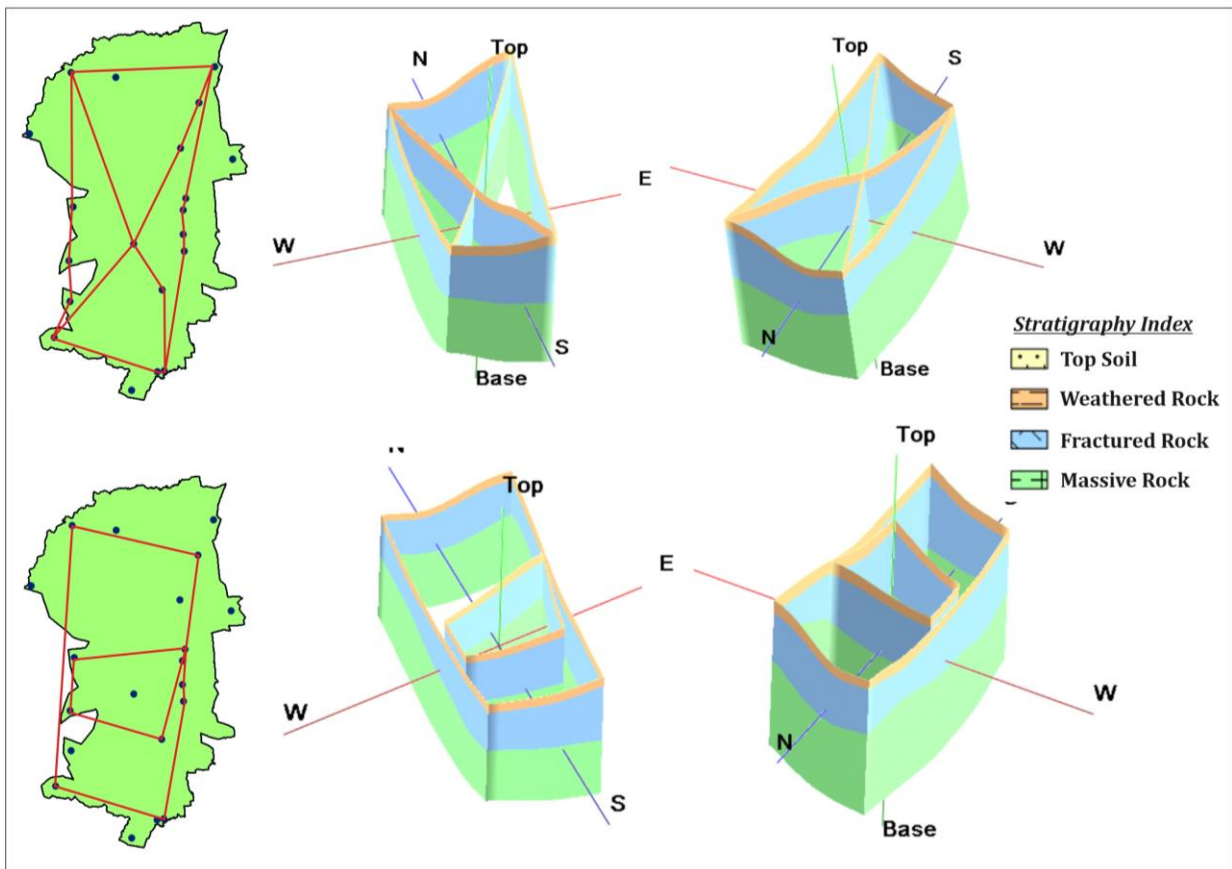 N
Top
E
W
S
Base
Top
S
W
N
Base
Stratigraphy Index
Top Soil
Weathered Rock
Fractured Rock
Massive Rock
Top
E
W
S
Top
W
N
Base